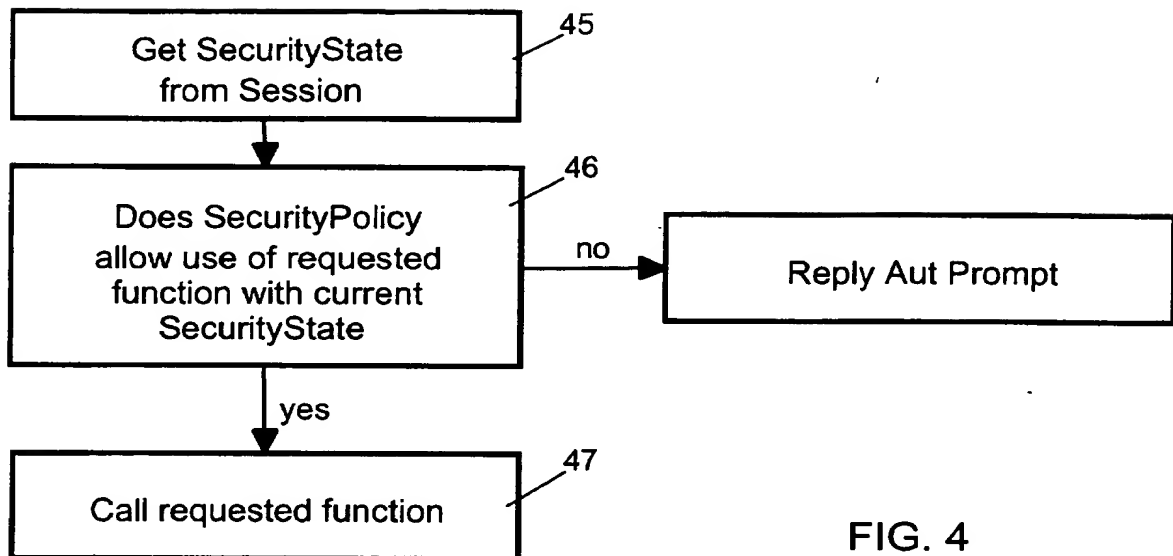 45
Get SecurityState
from Session
46
Does SecurityPolicy
allow use of requested
function with current
SecurityState
no
Reply Aut Prompt
yes
47
Call requested function
FIG. 4